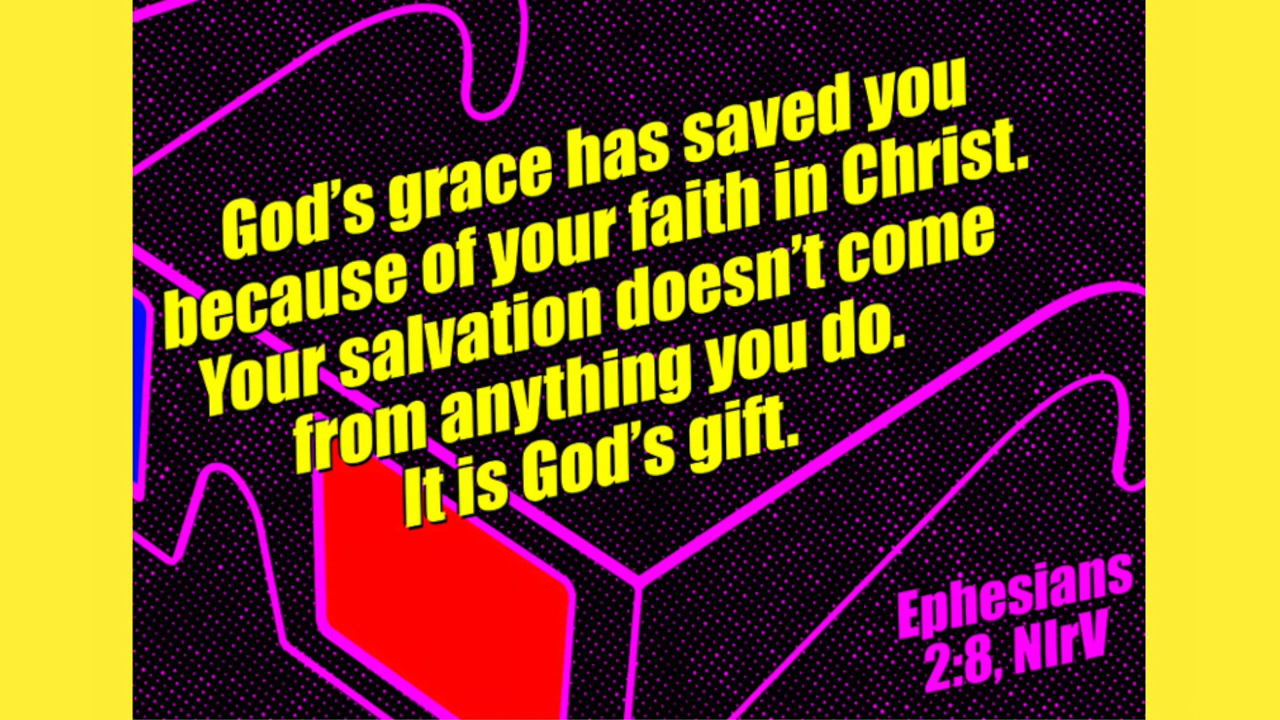 God’s grace has saved you
because of your faith in Christ.
Your salvation doesn’t come
from anything you do.
It is God’s gift.
Ephesians
2:8, NIrV